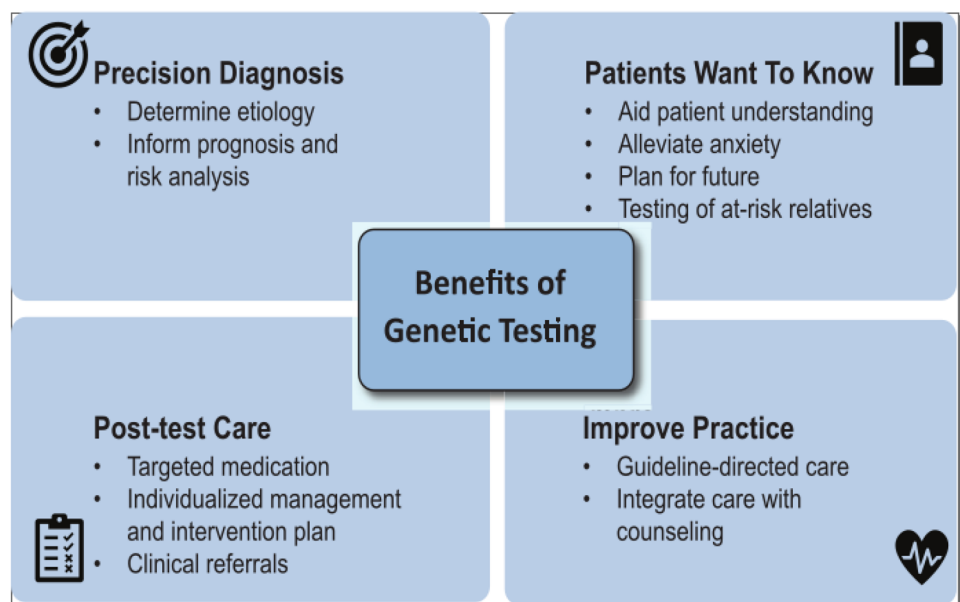 Precision Diagnosis
• Determine etiology
• Inform prognosis and
risk analysis
Patients Want To Know
• Aid patient understanding
• Alleviate anxiety
• Plan for future
• Testing of at-risk relatives
Benefits of
Genetic Testing
Post-test Care
• Targeted medication
• Individualized management
and intervention plan
• Clinical referrals
Improve Practice
• Guideline-directed care
• Integrate care with
counseling